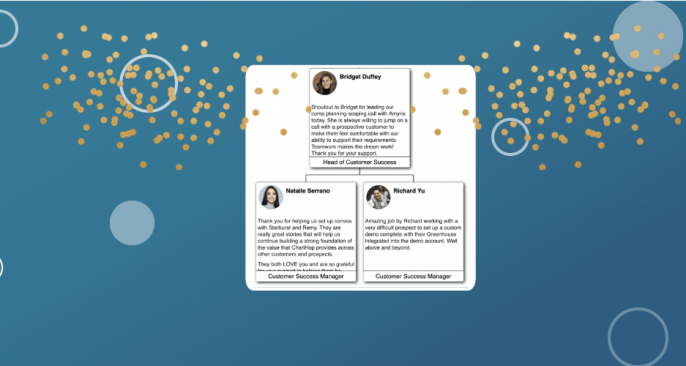 Bridget Duffey
Shoutout to Bridget for leading our
comp planning scoping call with Amyris
today. She is always willing to jump on a
call with a prospective customer to
make them feel comfortable with our
ability to support their requirements.
Teamwork makes the dream work!
Thank you for your support.
Head of Customer Success
Natalie Serrano
Thank you for helping us set up convos
with Starburst and Remy. They are
really great stories that will help us
continue building a strong foundation of
the value that ChartHop provides across
other customers and prospects.
They both LOVE you and are so grateful
for your support in helping them be
Customer Success Manager
Richard Yu
Amazing job by Richard working with a
very difficult prospect to set up a custom
demo complete with their Greenhouse
integrated into the demo account. Well
above and beyond.
Customer Success Manager